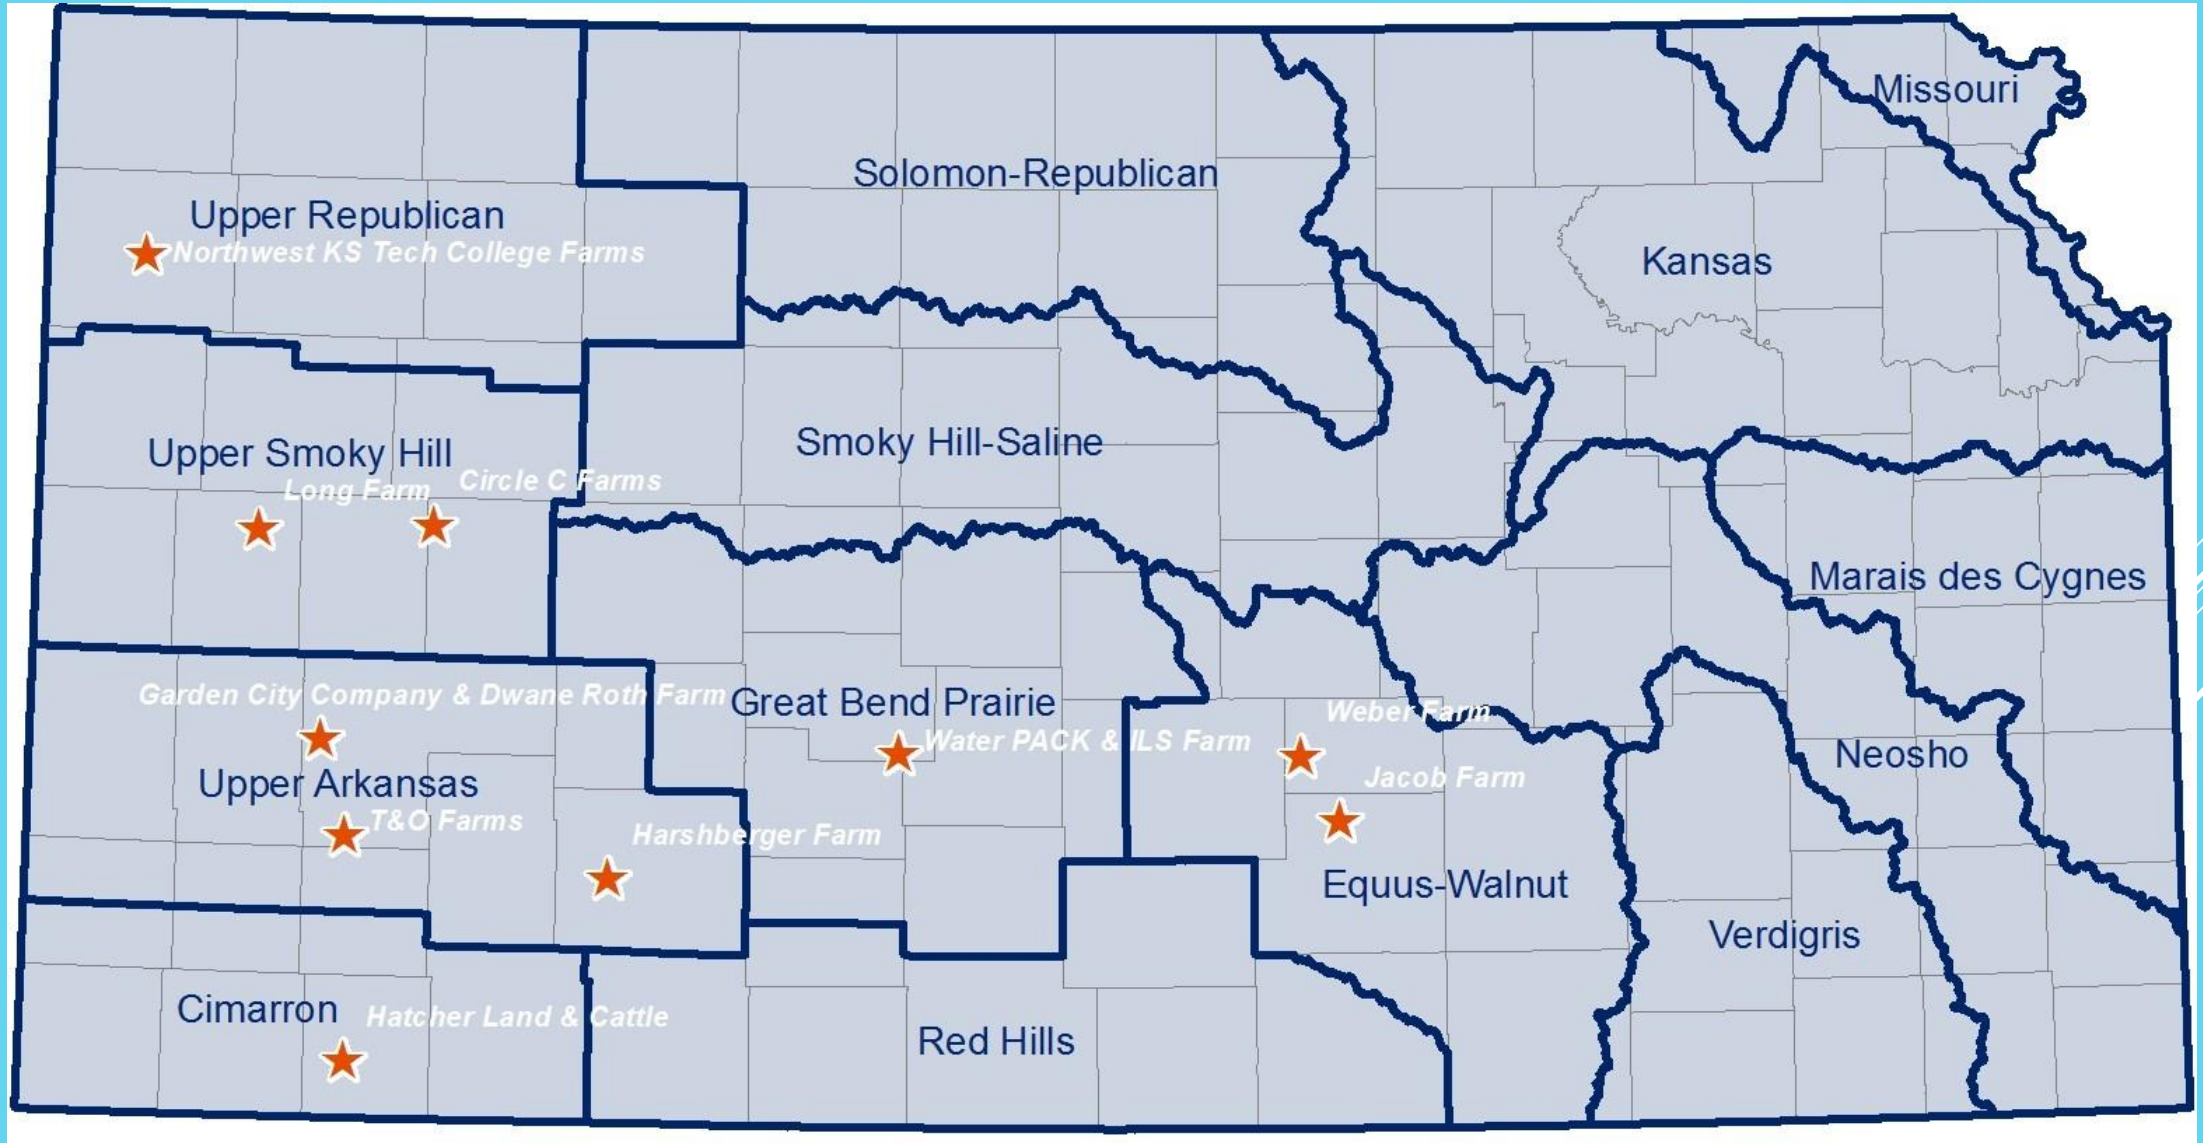 Missouri
Solomon-Republican
Upper Republican
Northwest KS Tech College Farms
Kansas
Smoky Hill-Saline
Upper Smoky Hill
Circle C Farms
Long Farm
Marais des Cygnes
Garden City Company & Dwane Roth Farm
Great Bend Prairie
Weber Farm
Water PACK & ILS Farm
Neosho
Jacob Farm
Upper Arkansas
T&O Farms
Harshberger Farm
Equus-Walnut
Verdigris
Cimarron
Hatcher Land & Cattle
Red Hills